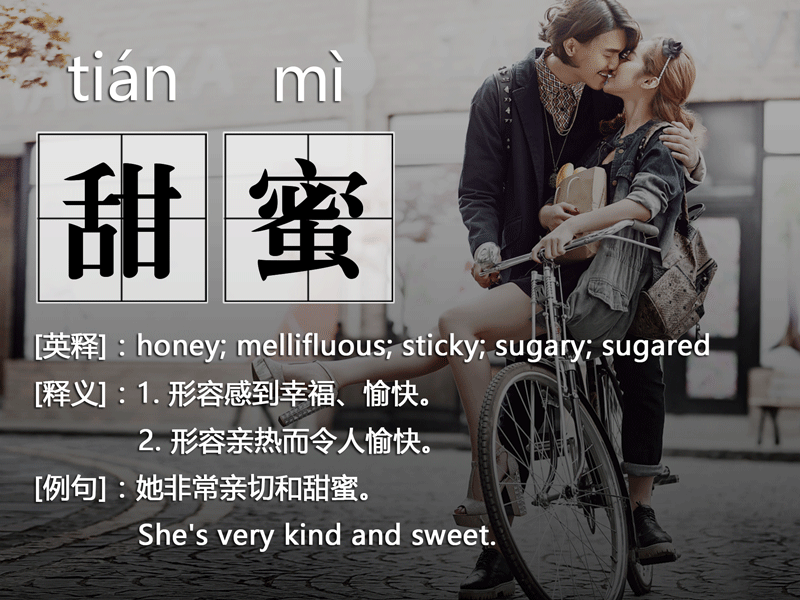 tián mì
甜蜜
[英释]：honey; mellifluous; sticky; sugary; sugared
[释义]：1. 形容感到幸福、愉快。
2. 形容亲热而令人愉快。
[例句]：她非常亲切和甜蜜。
She's very kind and sweet.